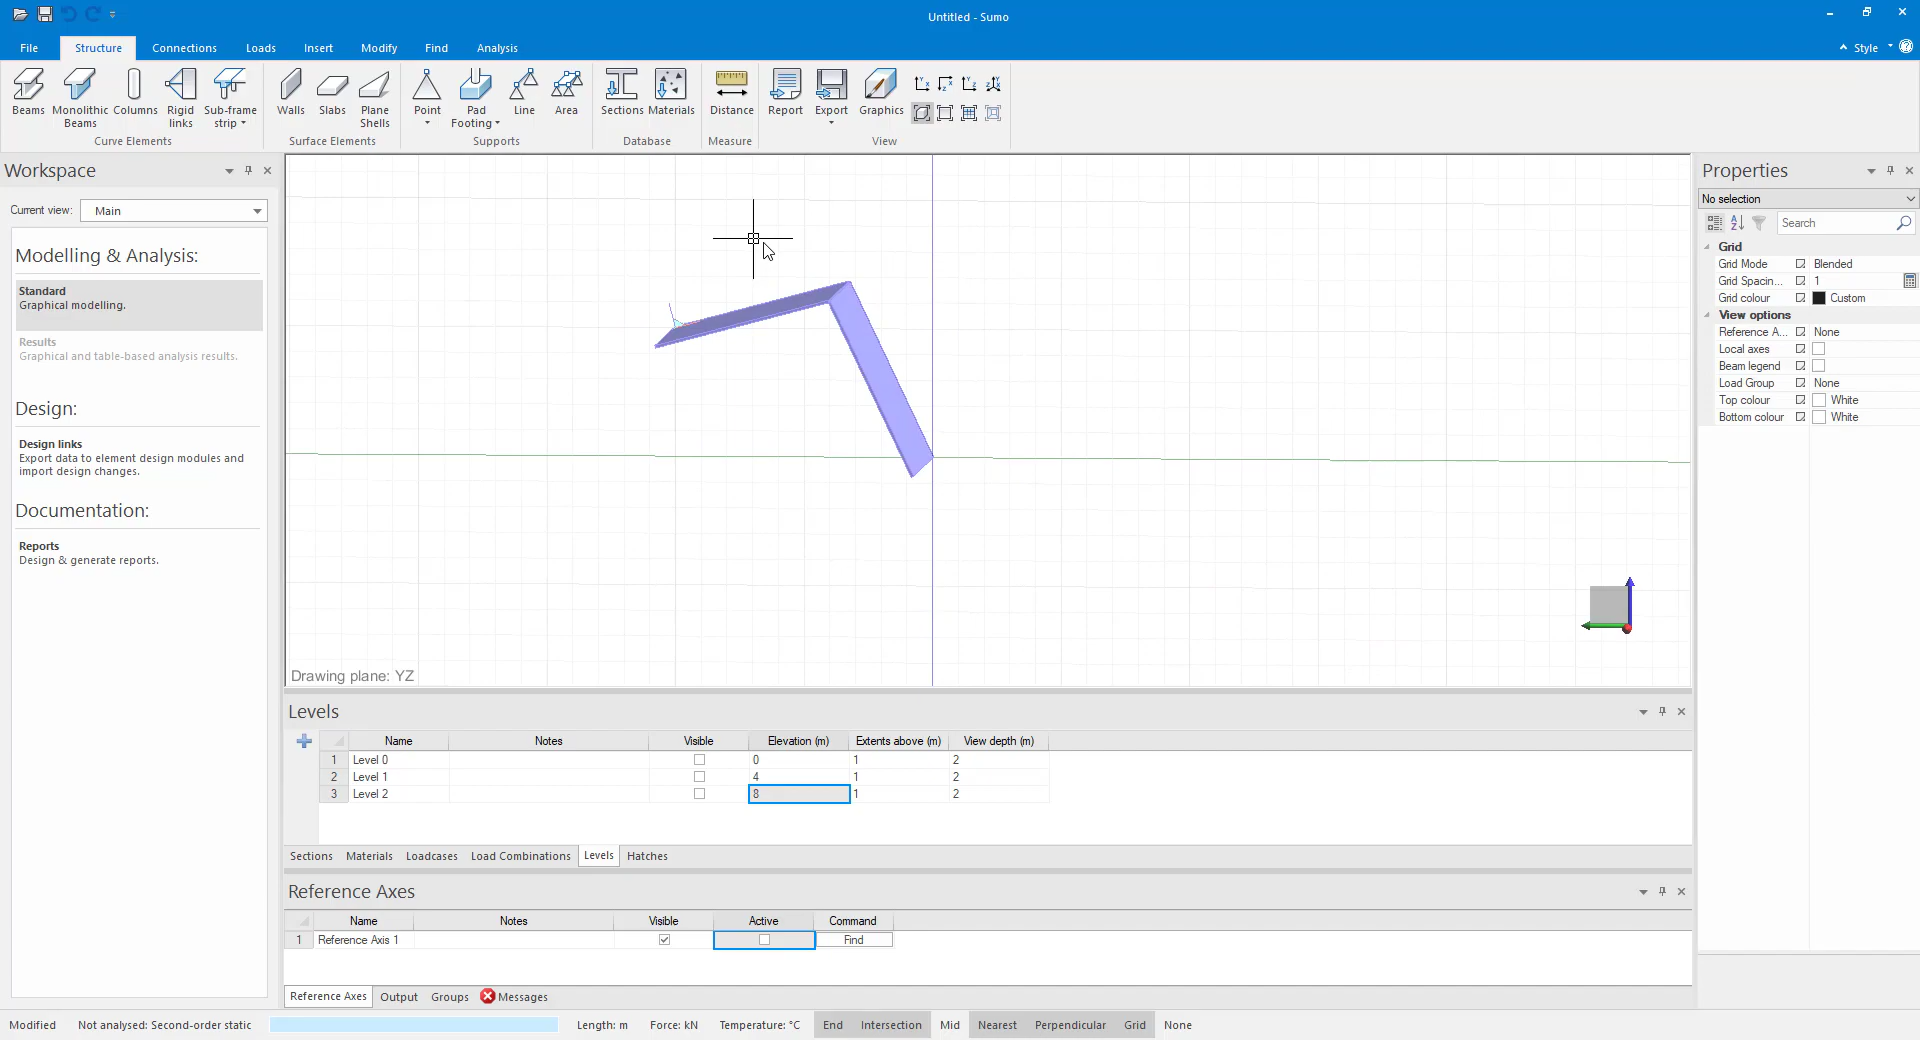 Untitled - Sumo
File Structure Connections Loads Insert Modify Find Analysis Style
Beams Monolithic Beams Columns Rigid links Sub-frame strip
Curve Elements
Walls Slabs Plane Shells
Surface Elements
Point Pad Footing Line Area
Supports
Sections Materials
Database
Distance
Measure
Report Export Graphics
View
Workspace
Current view: Main
Modelling & Analysis:
Standard
Graphical modelling.
Results
Graphical and table-based analysis results.
Design:
Design links
Export data to element design modules and
import design changes.
Documentation:
Reports
Design & generate reports.
Drawing plane: YZ
Levels
Name Notes Visible Elevation (m) Extents above (m) View depth (m)
1 Level 0 0 1 2
2 Level 1 4 1 2
3 Level 2 8 1 2
Sections Materials Loadcases Load Combinations Levels Hatches
Reference Axes
Name Notes Visible Active Command
1 Reference Axis 1 Find
Reference Axes Output Groups Messages
Properties
No selection
Search
Grid
Grid Mode Blended
Grid Spacin... 1
Grid colour Custom
View options
Reference A... None
Local axes
Beam legend
Load Group None
Top colour White
Bottom colour White
Modified Not analysed: Second-order static Length: m Force: kN Temperature: °C End Intersection Mid Nearest Perpendicular Grid None